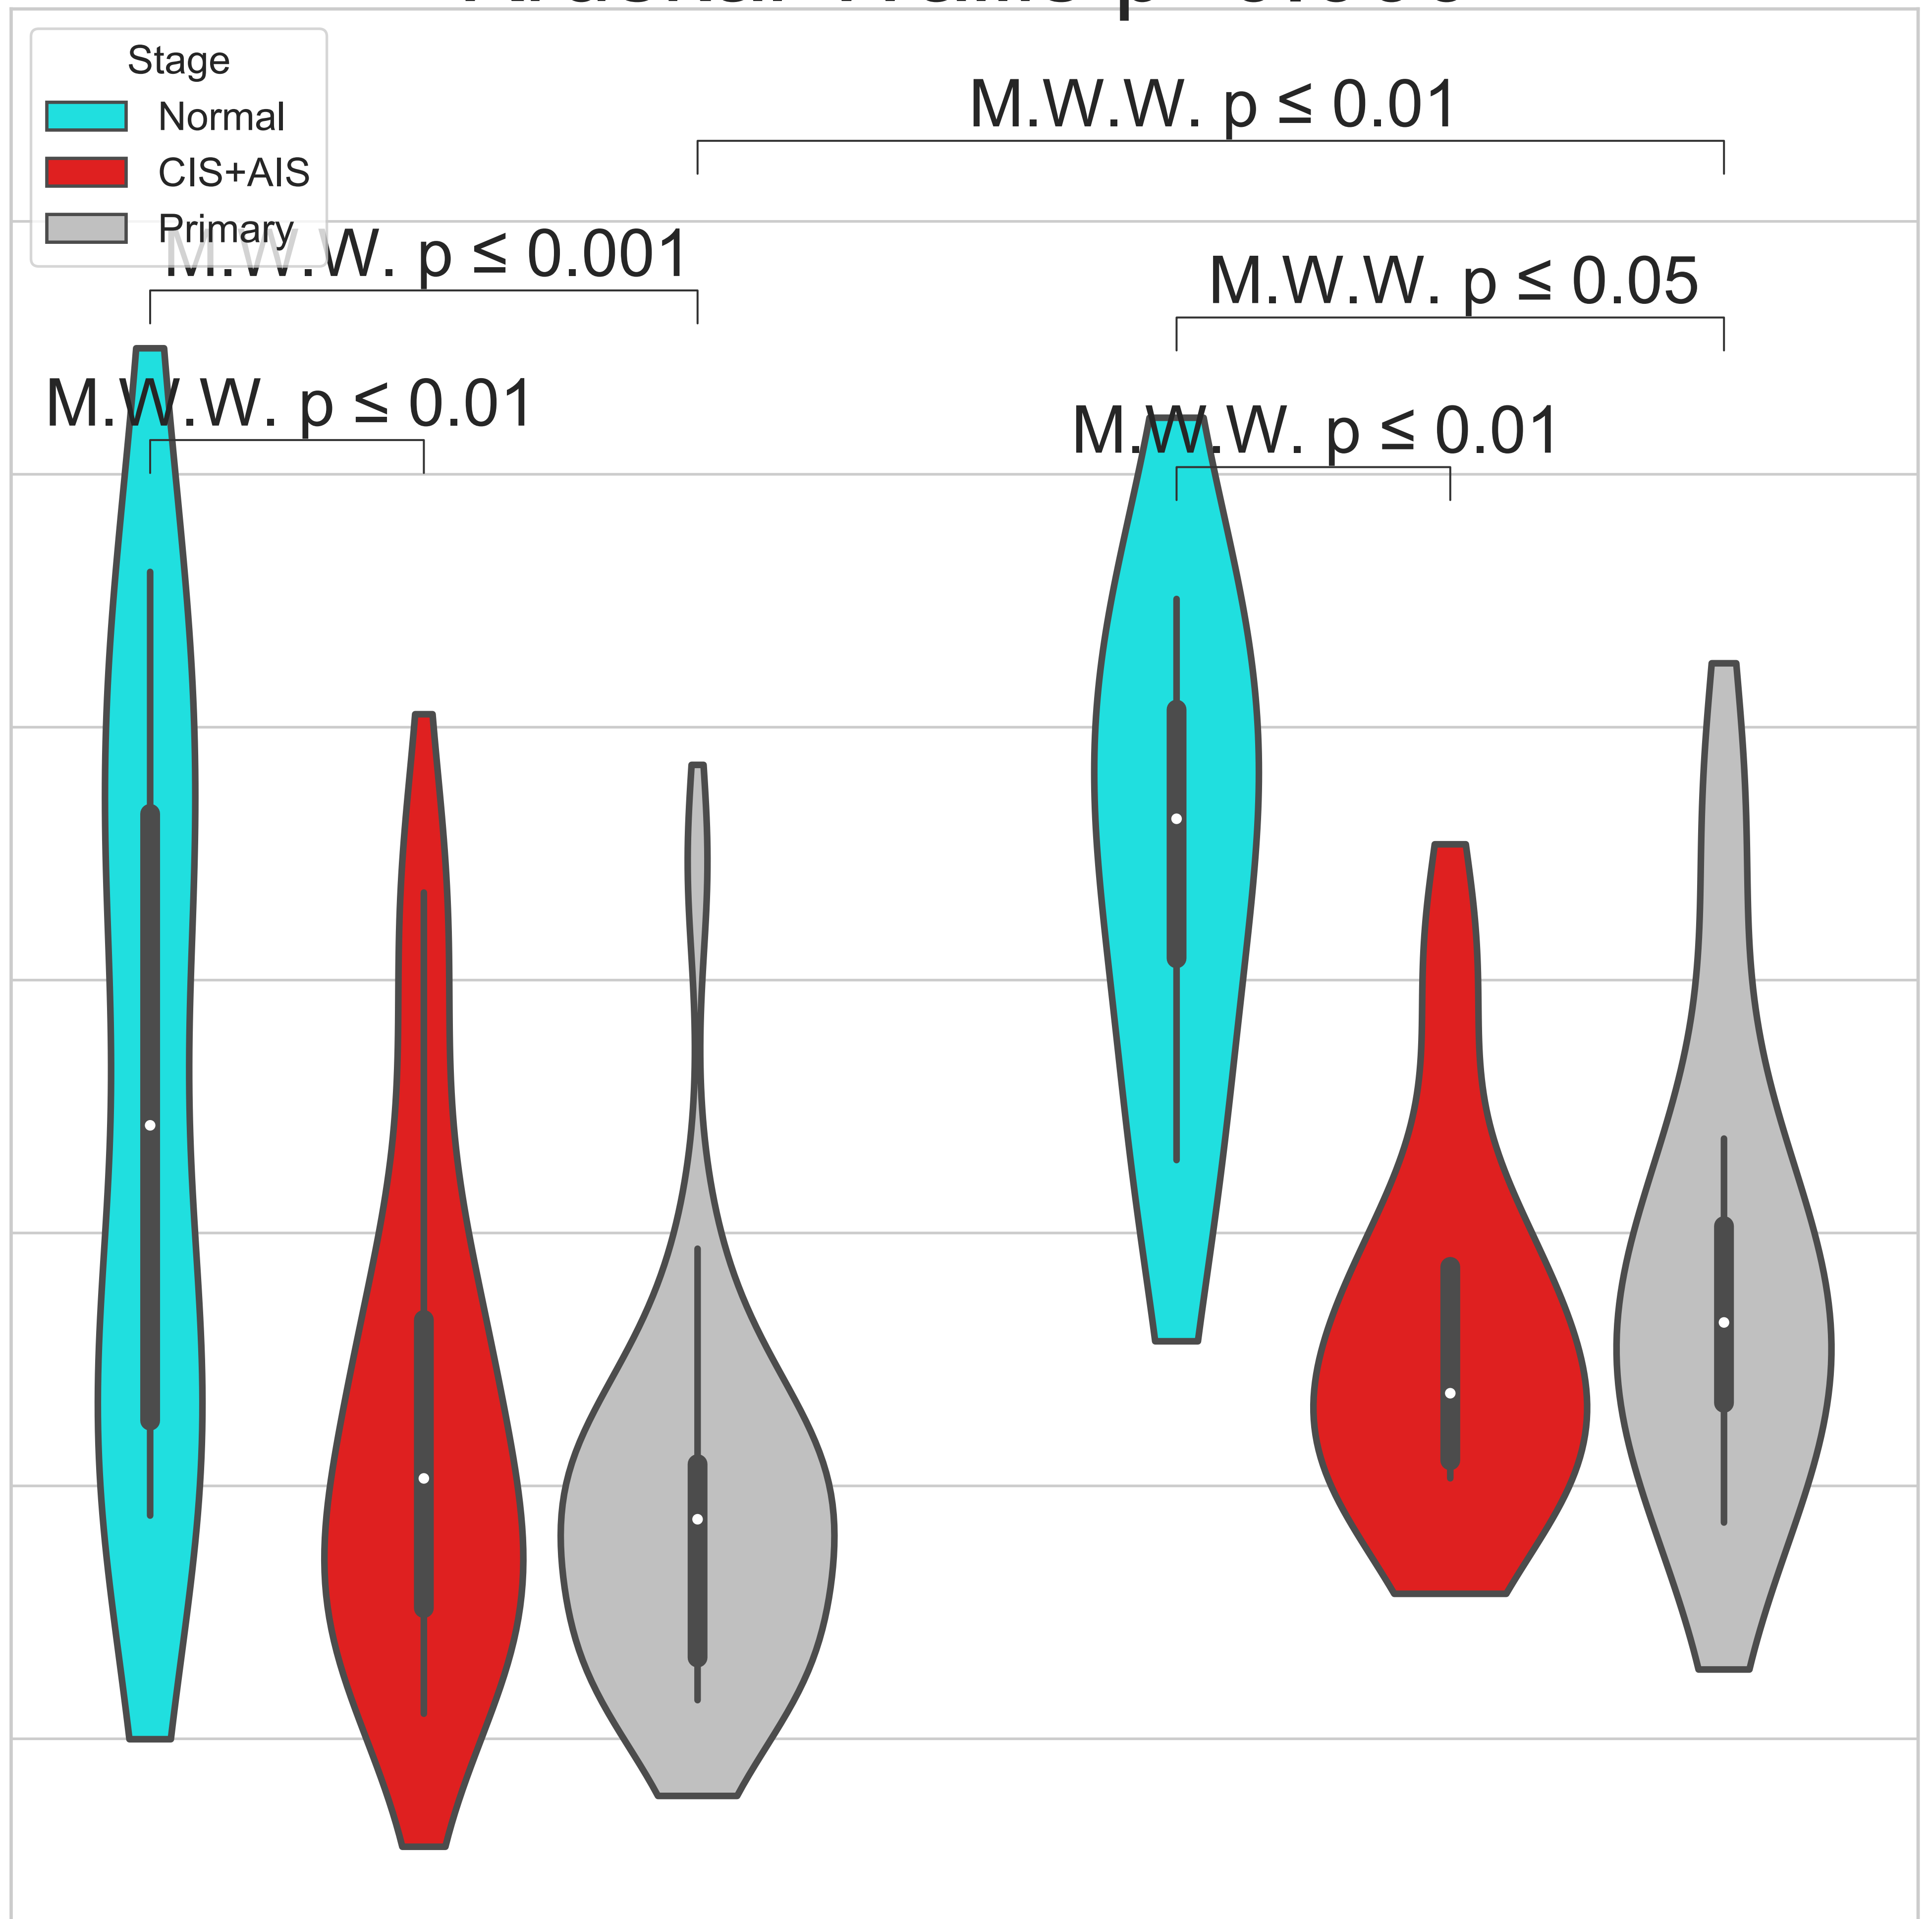 Stage
Normal
CIS+AIS
Primary
M.W.W. p ≤ 0.01
M.W.W. p ≤ 0.001
M.W.W. p ≤ 0.05
M.W.W. p ≤ 0.01
M.W.W. p ≤ 0.01